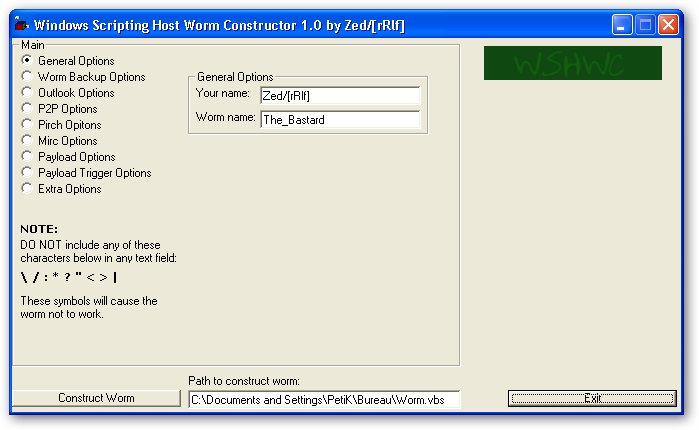 Windows Scripting Host Worm Constructor 1.0 by Zed/[rRlf]
Main
General Options
Worm Backup Options
Outlook Options
P2P Options
Pirch Opitons
Mirc Options
Payload Options
Payload Trigger Options
Extra Options
General Options
Your name: Zed/[rRlf]
Worm name: The_Bastard
WSHWC
NOTE:
DO NOT include any of these
characters below in any text field:
\ / : * ? " < > |
These symbols will cause the
worm not to work.
Path to construct worm:
Construct Worm
C:\Documents and Settings\PetiK\Bureau\Worm.vbs
Exit